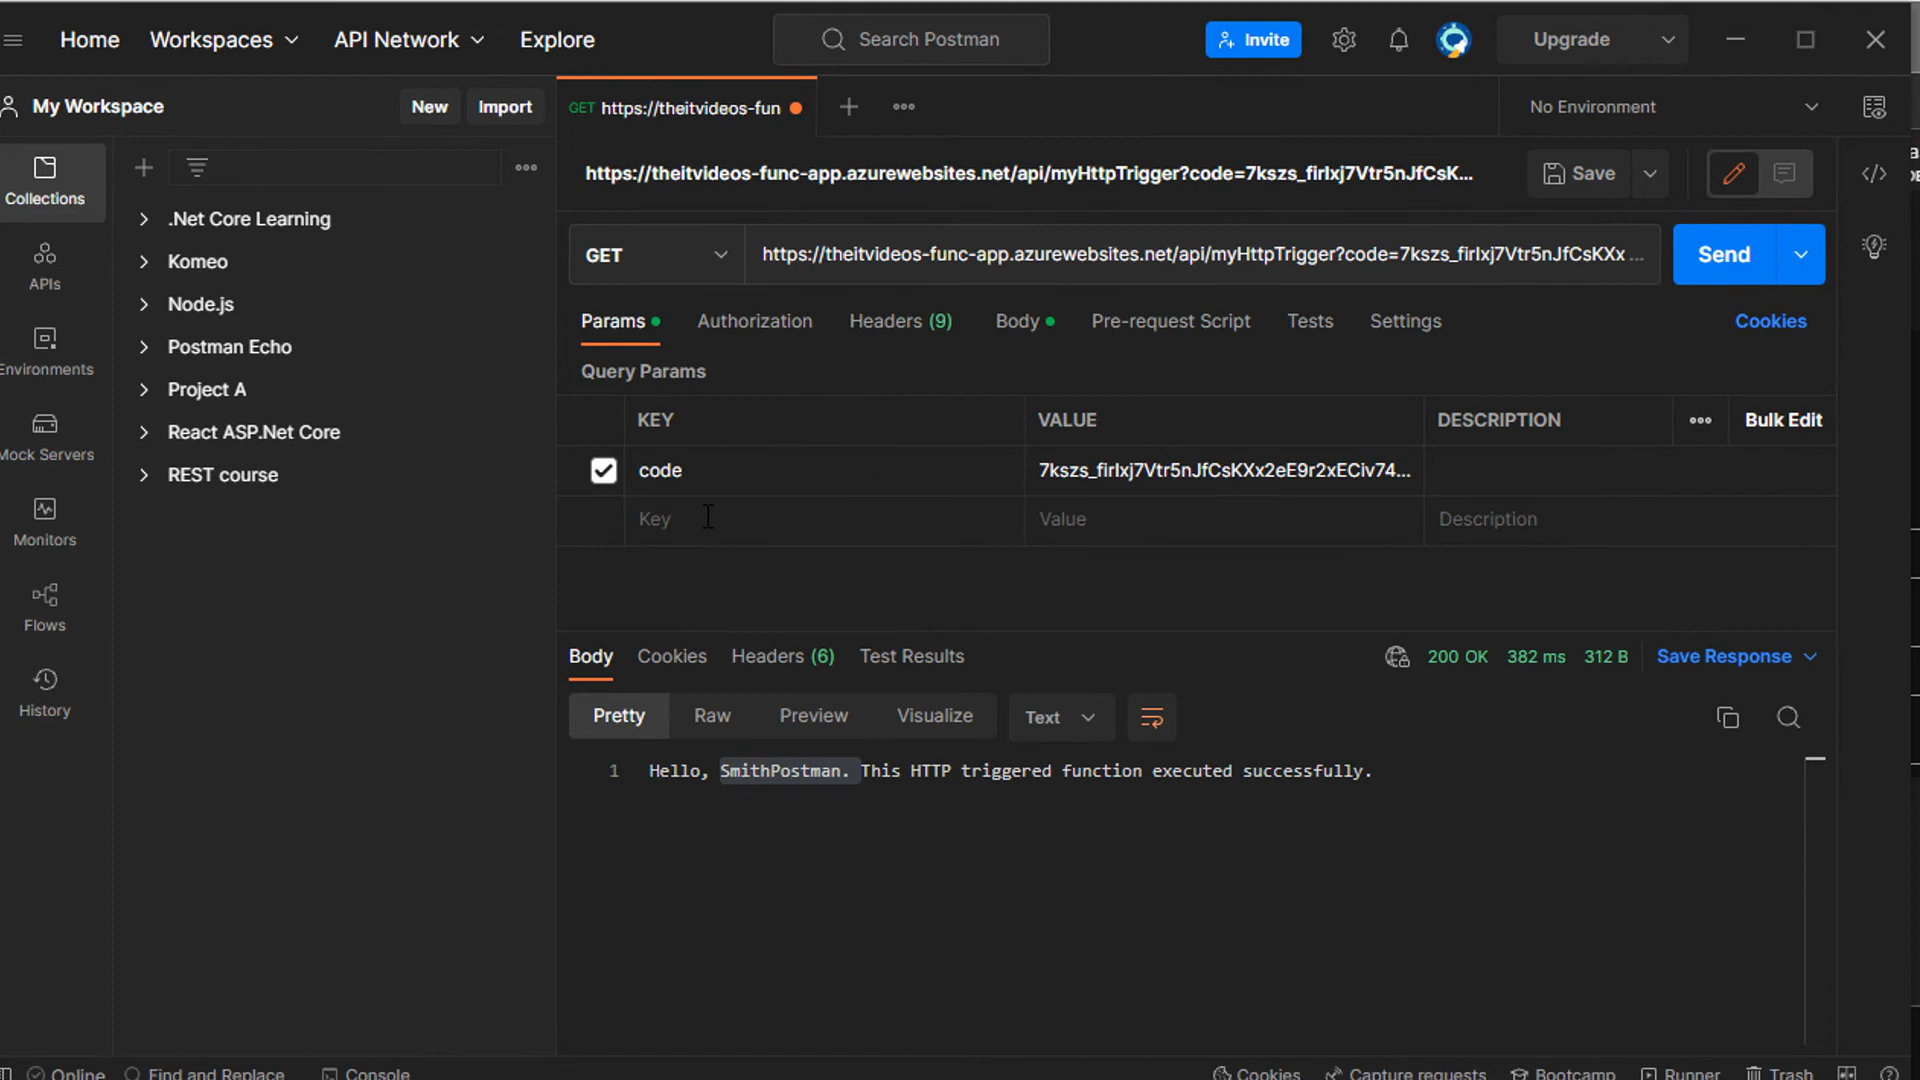 Home Workspaces API Network Explore Search Postman Invite Upgrade
My Workspace New Import GET https://theitvideos-fun No Environment
Collections
https://theitvideos-func-app.azurewebsites.net/api/myHttpTrigger?code=7kszs_firIxj7Vtr5nJfCsK... Save
.Net Core Learning
GET https://theitvideos-func-app.azurewebsites.net/api/myHttpTrigger?code=7kszs_firIxj7Vtr5nJfCsKXx ... Send
Komeo
APIs
Node.js
Params Authorization Headers (9) Body Pre-request Script Tests Settings Cookies
Postman Echo
Environments
Query Params
Project A
KEY VALUE DESCRIPTION Bulk Edit
React ASP.Net Core
Mock Servers
REST course
code 7kszs_firIxj7Vtr5nJfCsKXx2eE9r2xECiv74...
Key Value Description
Monitors
Flows
Body Cookies Headers (6) Test Results 200 OK 382 ms 312 B Save Response
History
Pretty Raw Preview Visualize Text
1 Hello, SmithPostman. This HTTP triggered function executed successfully.
Online Find and Replace Console Cookies Capture requests Bootcamp Runner Trash